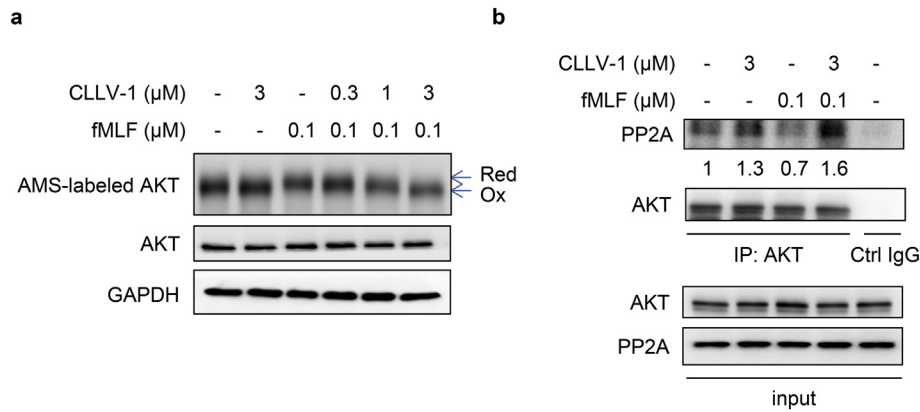 a
CLLV-1 (μM) - 3 - 0.3 1 3
fMLF (μM) - - 0.1 0.1 0.1 0.1
AMS-labeled AKT
Red
Ox
AKT
GAPDH
b
CLLV-1 (μM) - 3 - 3 -
fMLF (μM) - - 0.1 0.1 -
PP2A
1 1.3 0.7 1.6
AKT
IP: AKT Ctrl IgG
AKT
PP2A
input